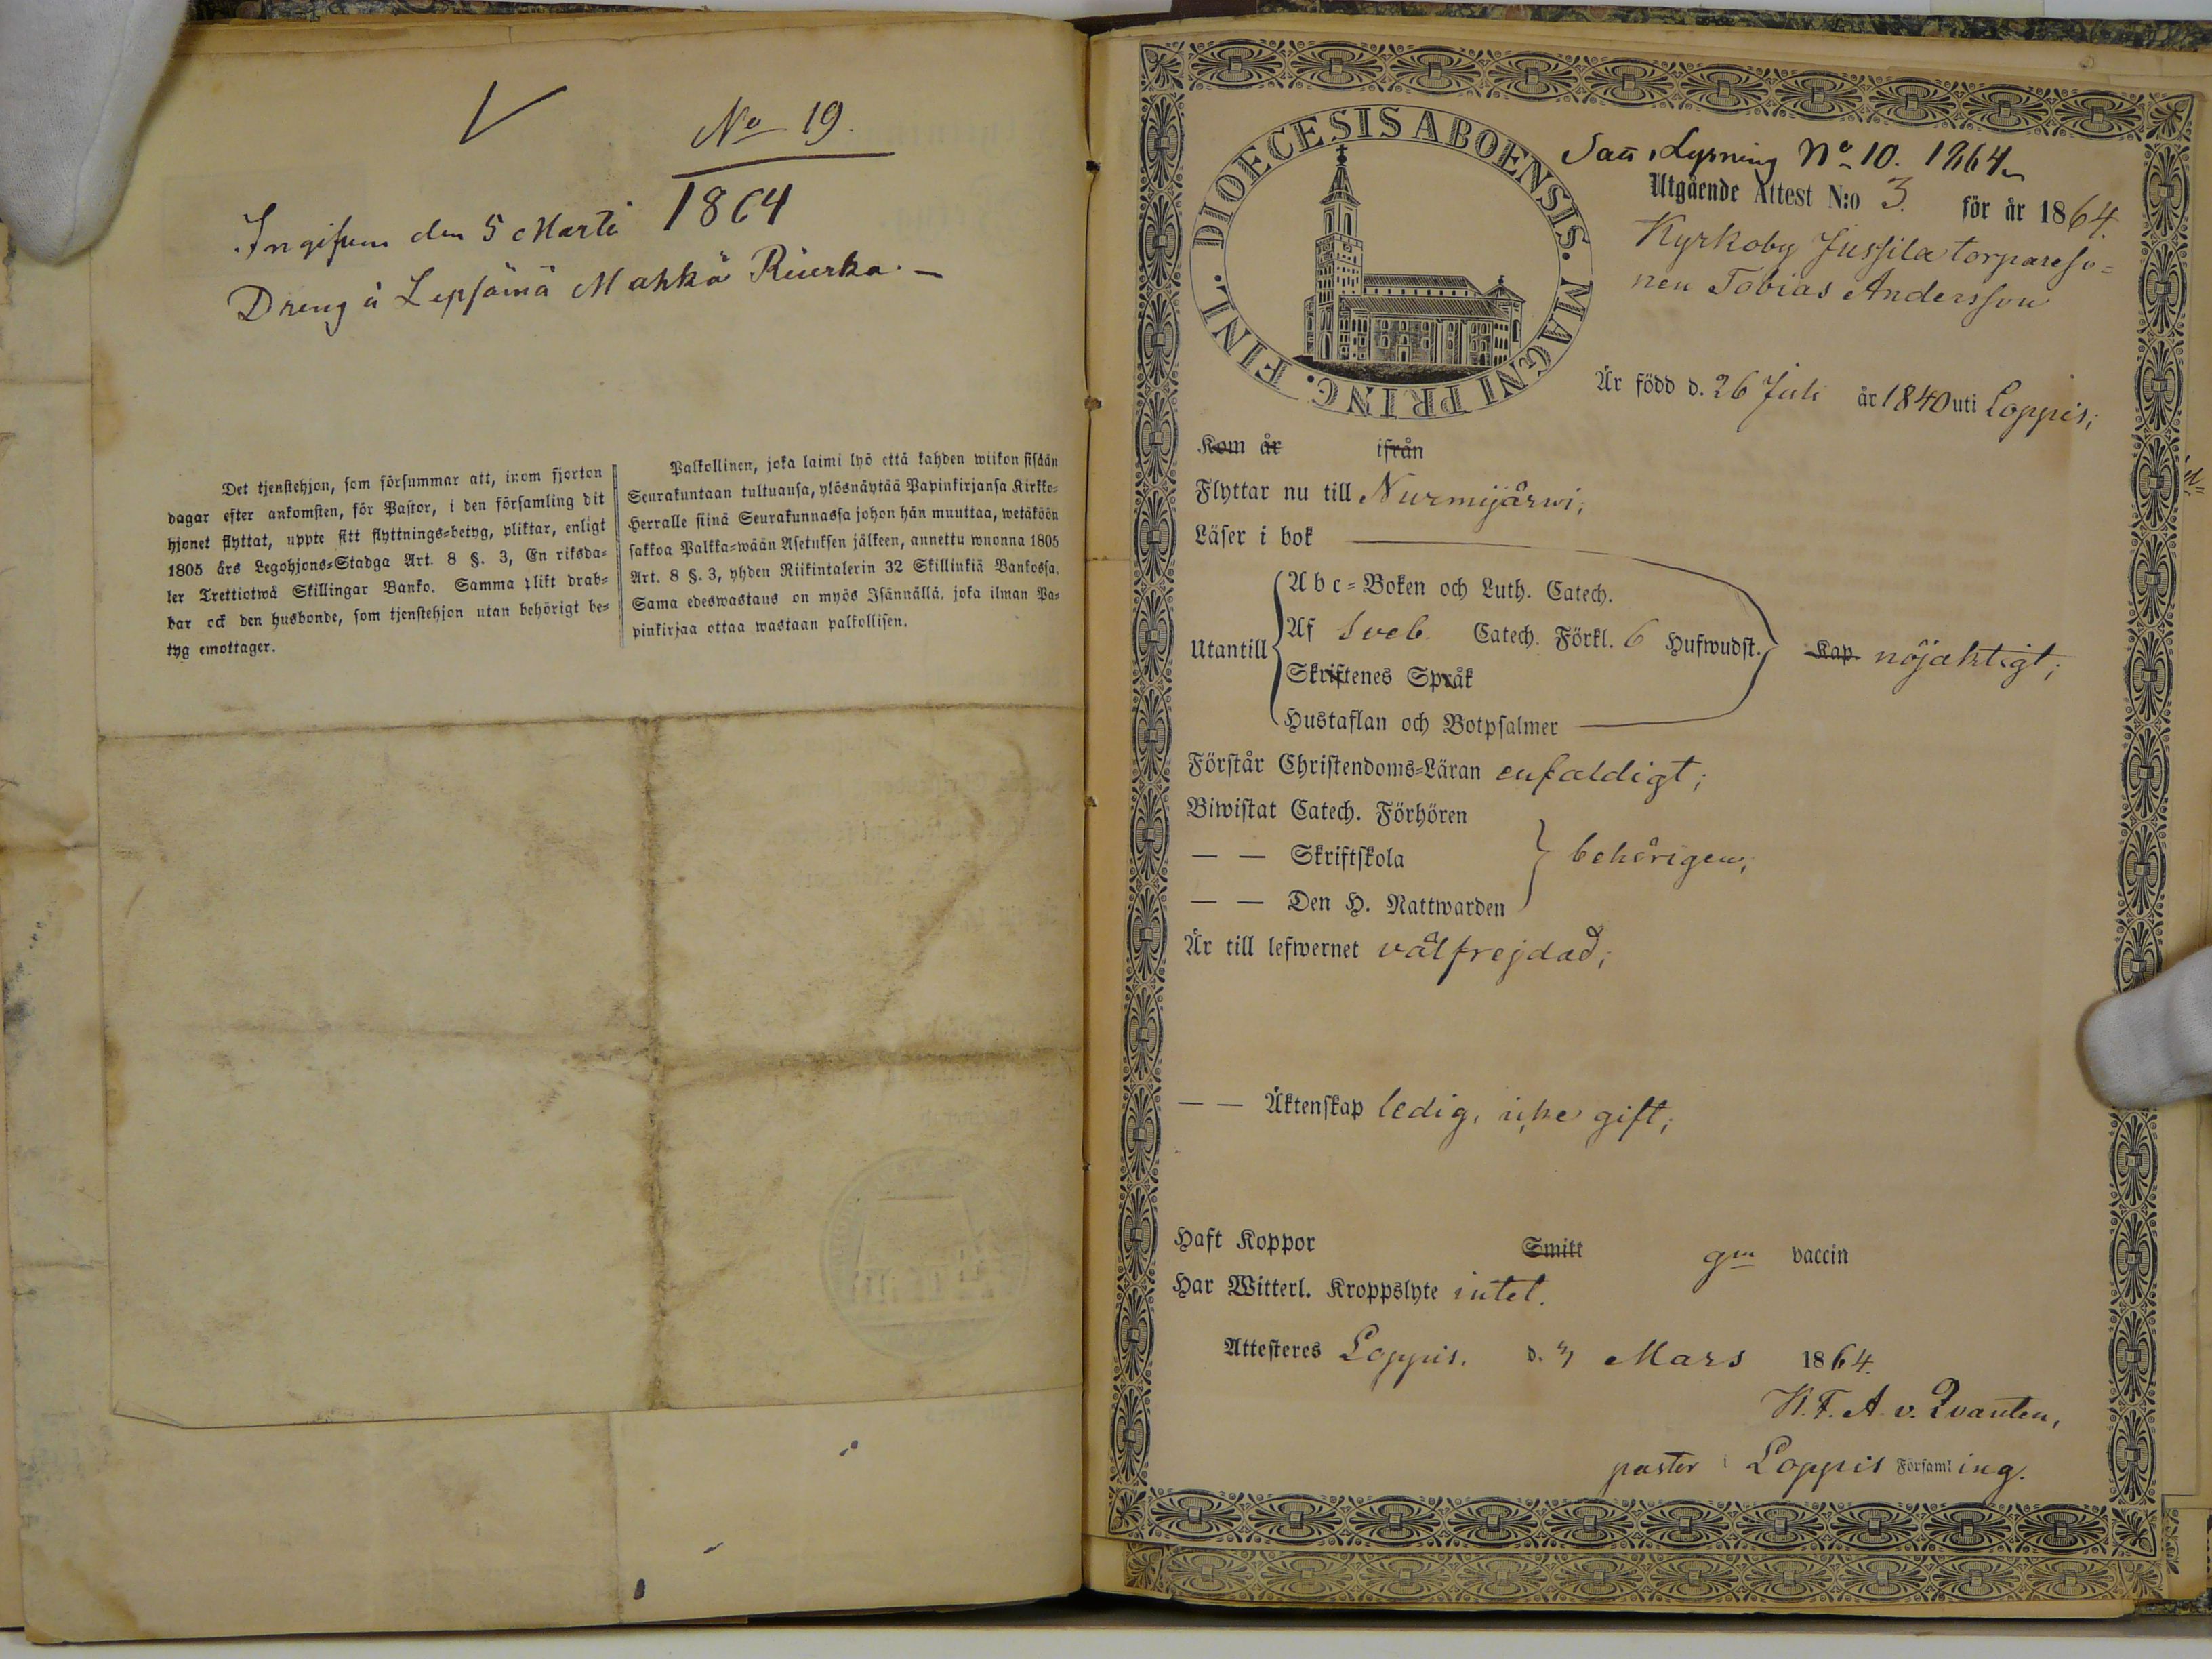 No 19.
1864
Ingifven den 5 Martii
Dreng å Lepsämä Mahkä
Det tjenstehjon, som försummar att, inom fjorton
dagar efter ankomsten, för Pastor, i den församling dit
hjonet flyttat, uppte sitt flyttnings=betyg, pliktar, enligt
1805 års Legohjons=Stadga Art. 8 §. 3, En riksda=
ler Trettiotwå Skillingar Banko. Samma plikt drab=
bar ock den husbonde, som tjenstehjon utan behörigt be=
tyg emottager.
Palkollinen, joka laimi lyö että kahden wiikon sisään
Seurakuntaan tultuansa, ylösnäyttää Papinkirjansa Kirkko=
Herralle siinä Seurakunnassa johon hän muuttaa, wetäköön
sakkoa Palkka=wään Asetuksen jälkeen, annettu wuonna 1805
Art. 8 §. 3, yhden Riikintalerin 32 Skillinkiä Bankossa.
Sama edeswastaus on myös Isännällä, joka ilman Pa=
pinkirjaa ottaa wastaan palkollisen.
DIOECESIS ABOENSIS. MAGNI PRINC. FINL.
Lysning No 10. 1864
Utgående Attest N:o 3. för år 1864.
Kyrkoby Jussila torpareso=
nen Tobias Andersson
Är född d. 26 Juli år 1840 uti Loppis;
Kom år ifrån
Flyttar nu till Nurmijärwi;
Läser i bok
Utantill
Abc=Boken och Luth. Catech.
Af Sveb. Catech. Förkl. 6 Hufwudst. Kap. nöjaktigt;
Skriftenes Språk
Hustaflan och Botpsalmer
Förstår Christendoms=Läran enfaldigt;
Biwistat Catech. Förhören
— — Skriftskola behörigen;
— — Den H. Nattwarden
Är till lefwernet välfrejdad;
— — Äktenskap ledig, icke gift;
Haft Koppor Smitt gm vaccin
Har Witterl. Kroppslyte intet.
Attesteres Loppis. d. Mars 1864.
K. F. A. v. Qvanten,
pastor i Loppis Församling.